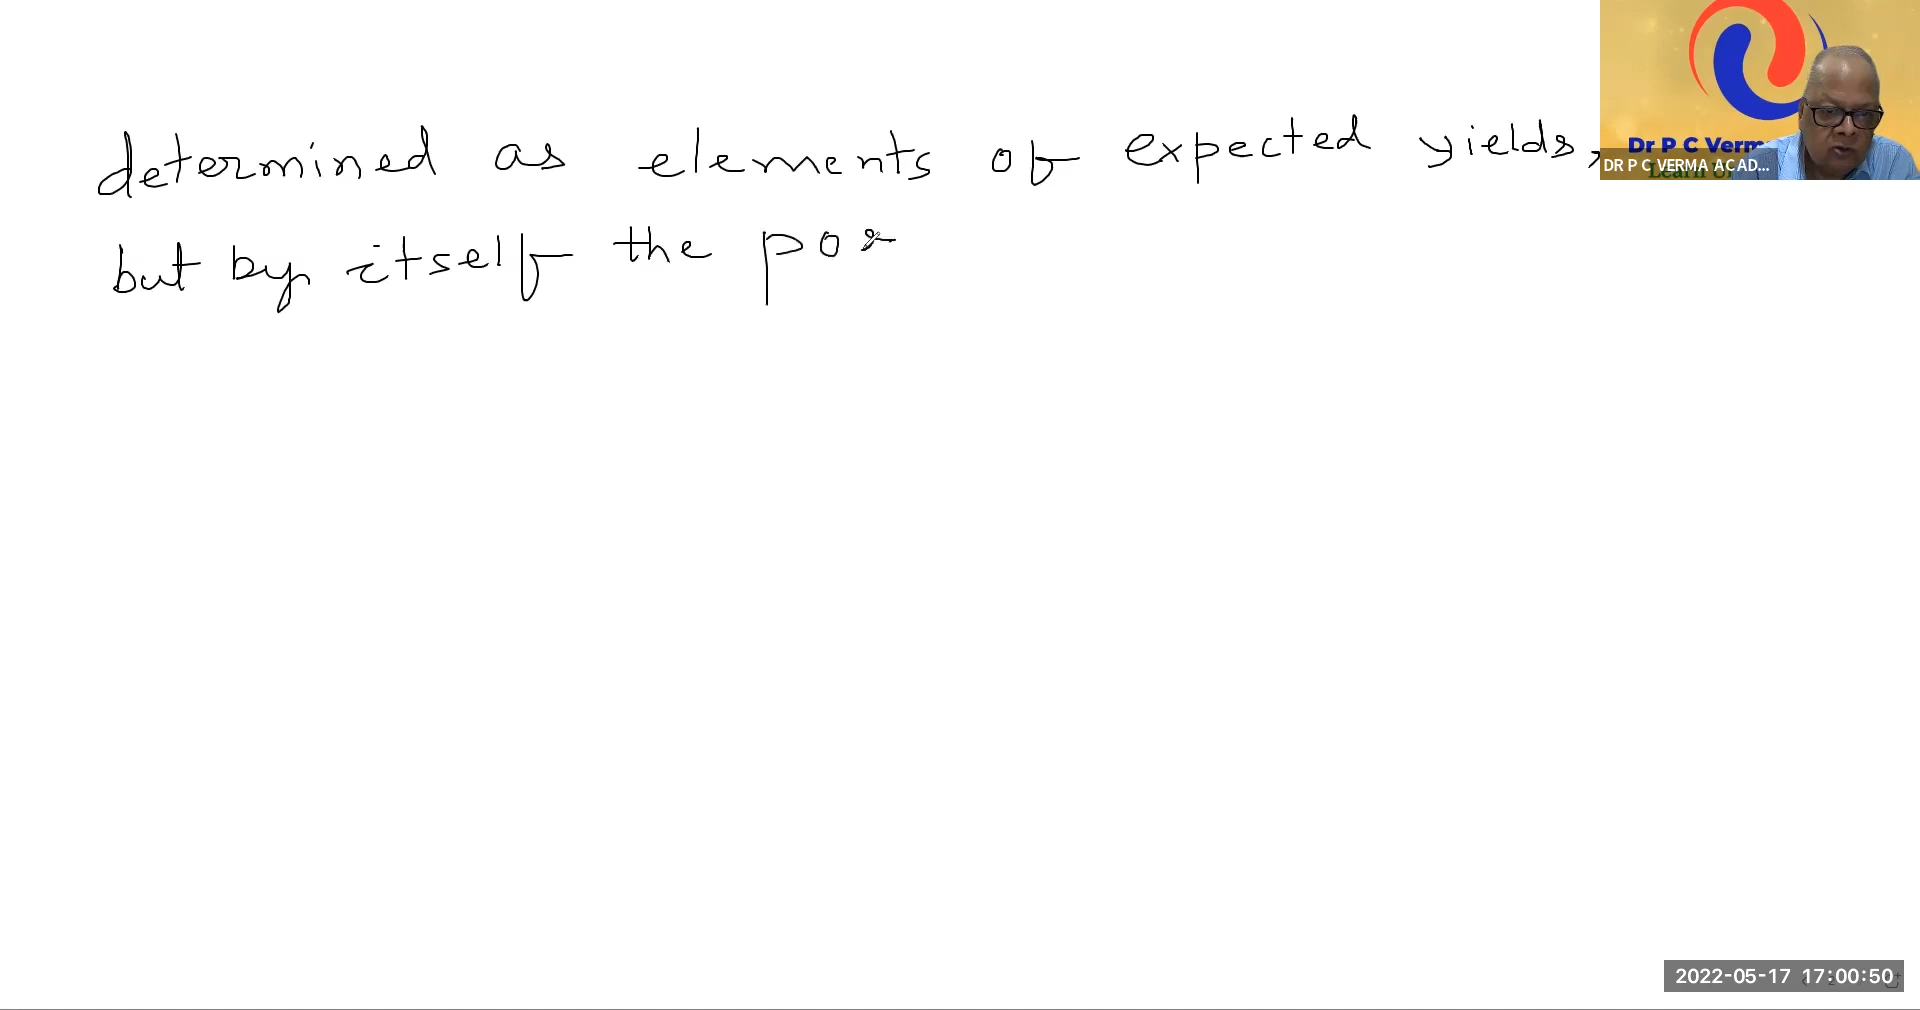 determined as elements of expected yields,
but by itself the pos
Dr P C Verm
DR P C VERMA ACAD...
2022-05-17 17:00:50